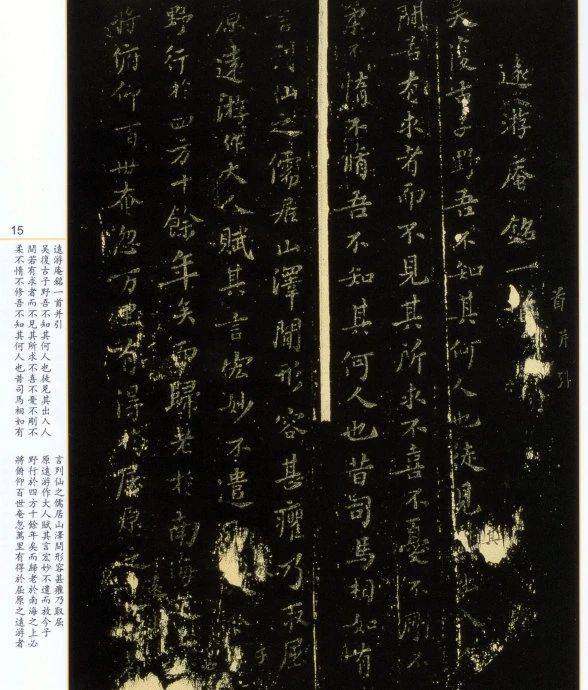 遠游庵銘一
首并引
吳復古子野吾不知其何人也徒見人
間若有求者而不見其所求不喜不憂不剛不
柔不惰不脩吾不知其何人也昔司馬相如有
言列仙之儒居山澤間形容甚癯乃取屈
原遠游作大人賦其言宏妙不遣子
野行於四方十餘年矣而歸老於南海
將俯仰百世奄忽万里有得於屈原之
15
遠游庵銘一首并引
吳復古子野吾不知其何人也徒見其出入人
間若有求者而不見其所求不喜不憂不剛不
柔不惰不修吾不知其何人也昔司馬相如有
言列仙之儒居山澤間形容甚癯乃取屈
原遠游作大人賦其言宏妙不遣而放今子
野行於四方十餘年矣而歸老於南海之上必
將俯仰百世奄忽萬里有得於屈原之遠游者